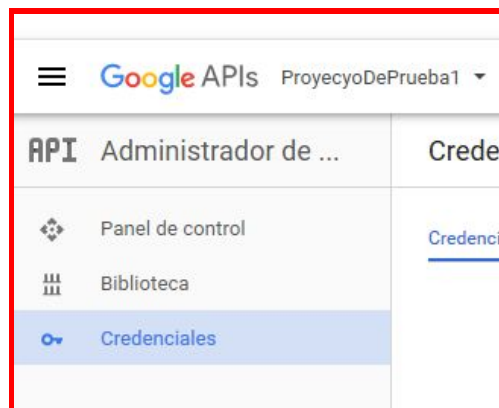 Google APIs ProyecyoDePrueba1
API Administrador de ... Crede
Panel de control Credenci
Biblioteca
Credenciales